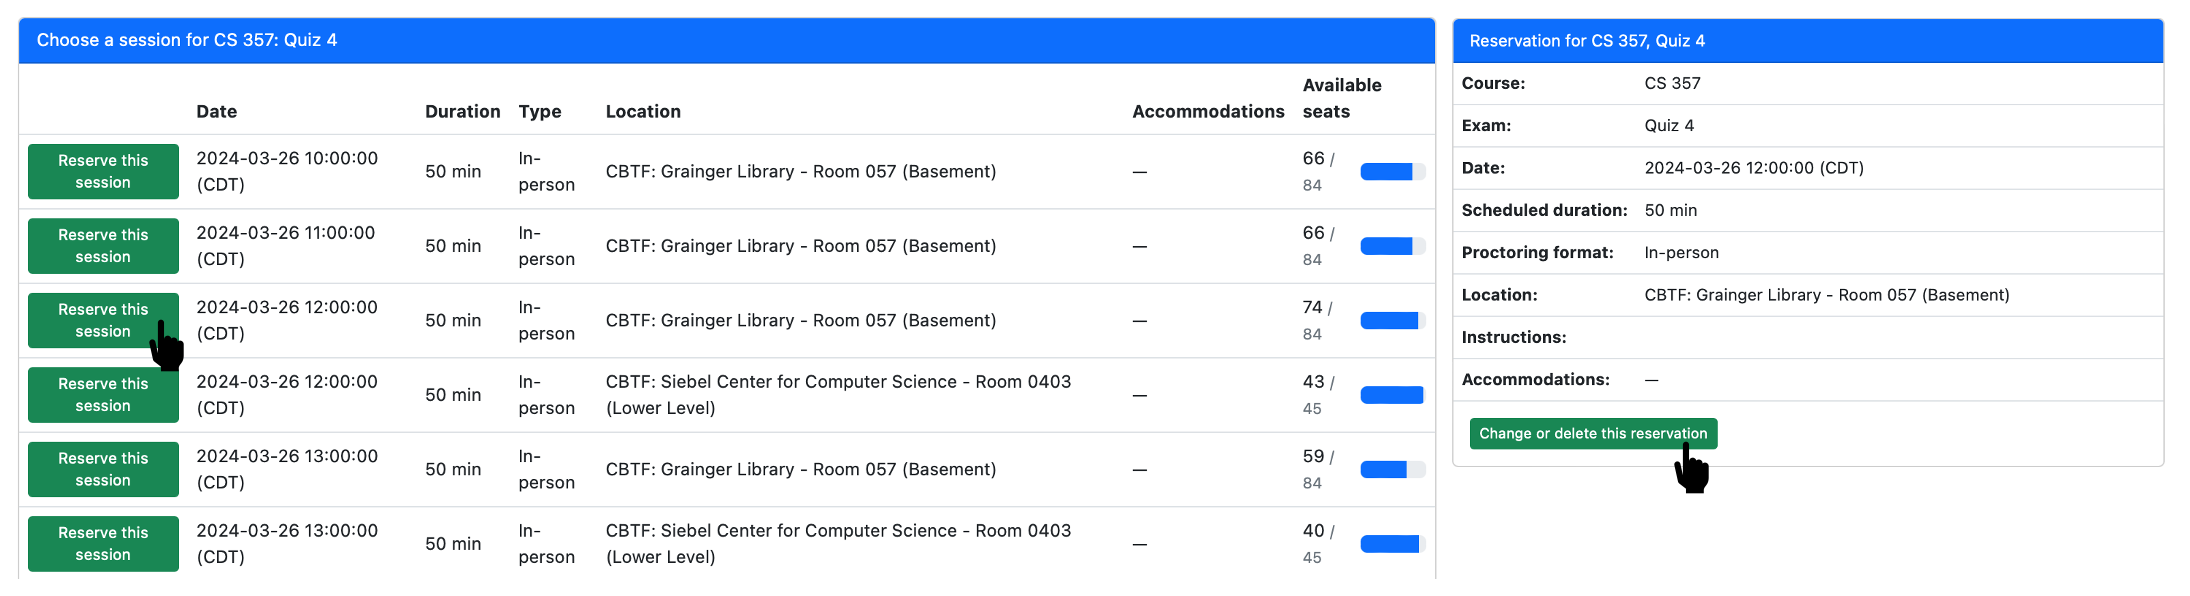 Choose a session for CS 357: Quiz 4
Available
Date Duration Type Location Accommodations seats
Reserve this session 2024-03-26 10:00:00 (CDT) 50 min In-person CBTF: Grainger Library - Room 057 (Basement) — 66 / 84
Reserve this session 2024-03-26 11:00:00 (CDT) 50 min In-person CBTF: Grainger Library - Room 057 (Basement) — 66 / 84
Reserve this session 2024-03-26 12:00:00 (CDT) 50 min In-person CBTF: Grainger Library - Room 057 (Basement) — 74 / 84
Reserve this session 2024-03-26 12:00:00 (CDT) 50 min In-person CBTF: Siebel Center for Computer Science - Room 0403 (Lower Level) — 43 / 45
Reserve this session 2024-03-26 13:00:00 (CDT) 50 min In-person CBTF: Grainger Library - Room 057 (Basement) — 59 / 84
Reserve this session 2024-03-26 13:00:00 (CDT) 50 min In-person CBTF: Siebel Center for Computer Science - Room 0403 (Lower Level) — 40 / 45
Reservation for CS 357, Quiz 4
Course: CS 357
Exam: Quiz 4
Date: 2024-03-26 12:00:00 (CDT)
Scheduled duration: 50 min
Proctoring format: In-person
Location: CBTF: Grainger Library - Room 057 (Basement)
Instructions:
Accommodations: —
Change or delete this reservation